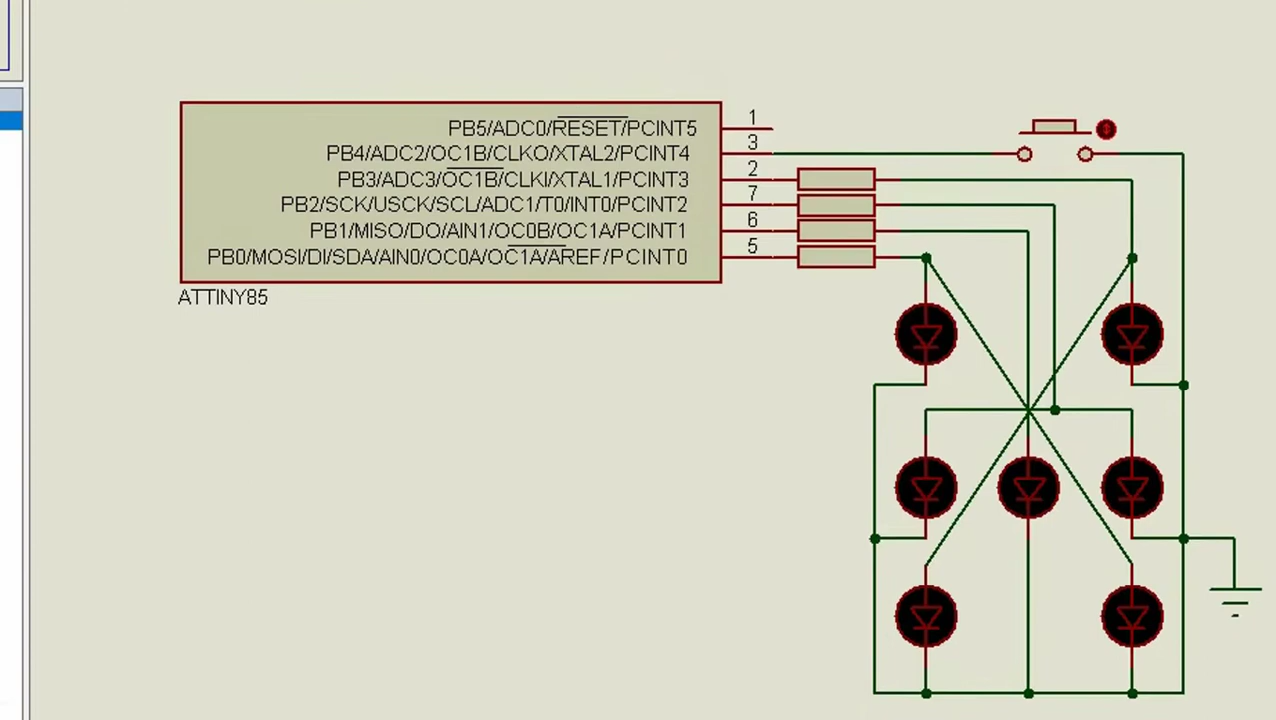 PB5/ADC0/RESET/PCINT5 1
PB4/ADC2/OC1B/CLKO/XTAL2/PCINT4 3
PB3/ADC3/OC1B/CLKI/XTAL1/PCINT3 2
PB2/SCK/USCK/SCL/ADC1/T0/INT0/PCINT2 7
PB1/MISO/DO/AIN1/OC0B/OC1A/PCINT1 6
PB0/MOSI/DI/SDA/AIN0/OC0A/OC1A/AREF/PCINT0 5
ATTINY85